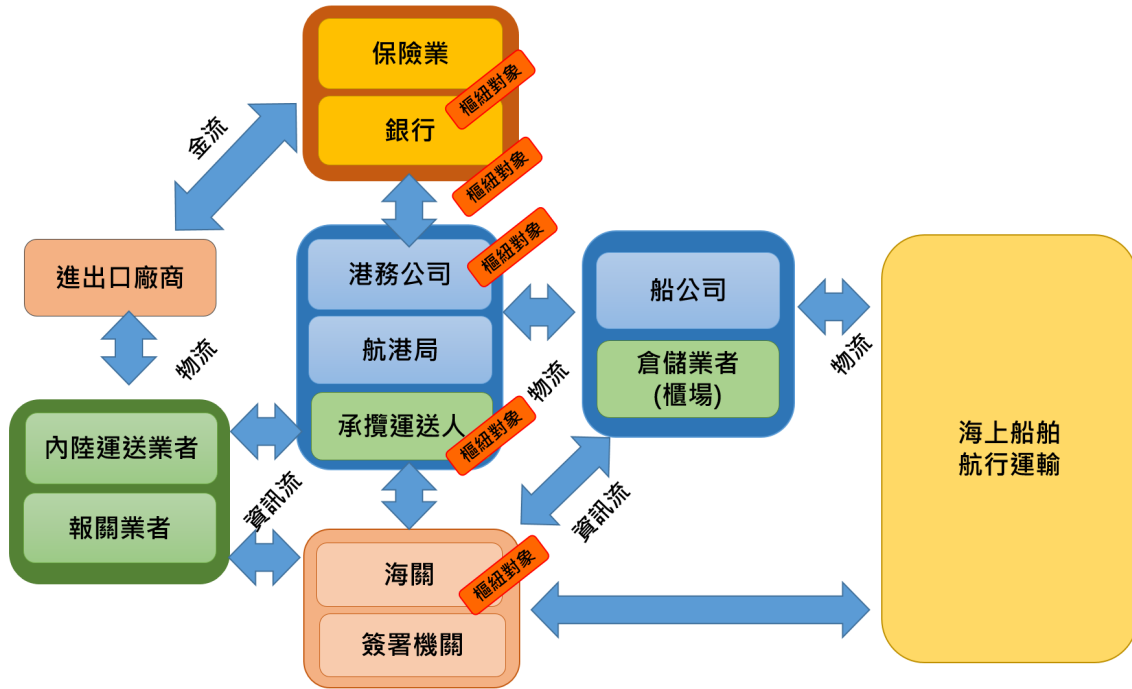 保險業
樞紐對象
銀行
金流
樞紐對象
樞紐對象
進出口廠商
港務公司
船公司
物流
航港局
物流
倉儲業者
(櫃場)
物流
承攬運送人
樞紐對象
內陸運送業者
報關業者
資訊流
資訊流
海上船舶
航行運輸
海關
樞紐對象
簽署機關